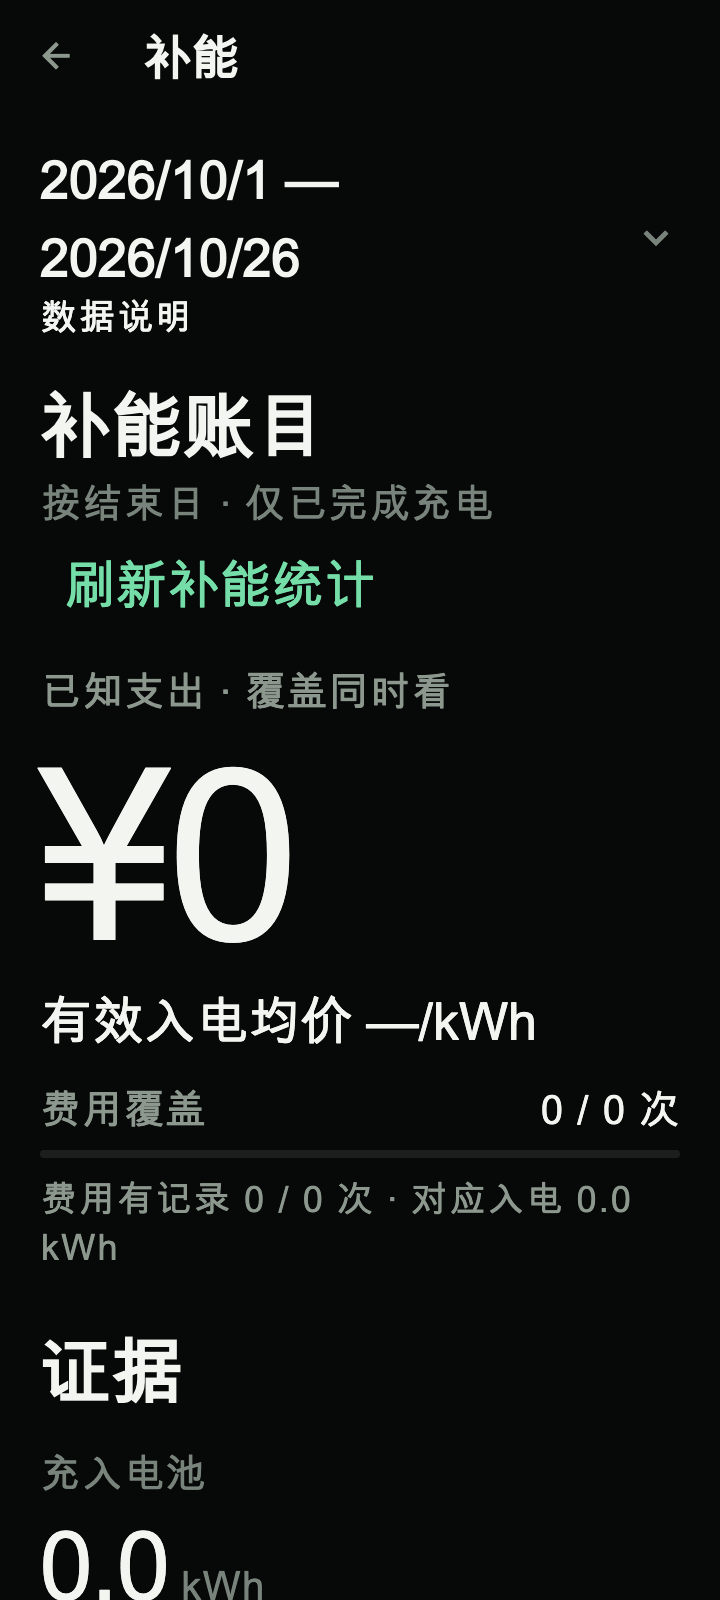 补能
2026/10/1 —
2026/10/26
数据说明
补能账目
按结束日 · 仅已完成充电
刷新补能统计
已知支出 · 覆盖同时看
¥0
有效入电均价 —/kWh
费用覆盖 0 / 0 次
费用有记录 0 / 0 次 · 对应入电 0.0
kWh
证据
充入电池
0.0 kWh